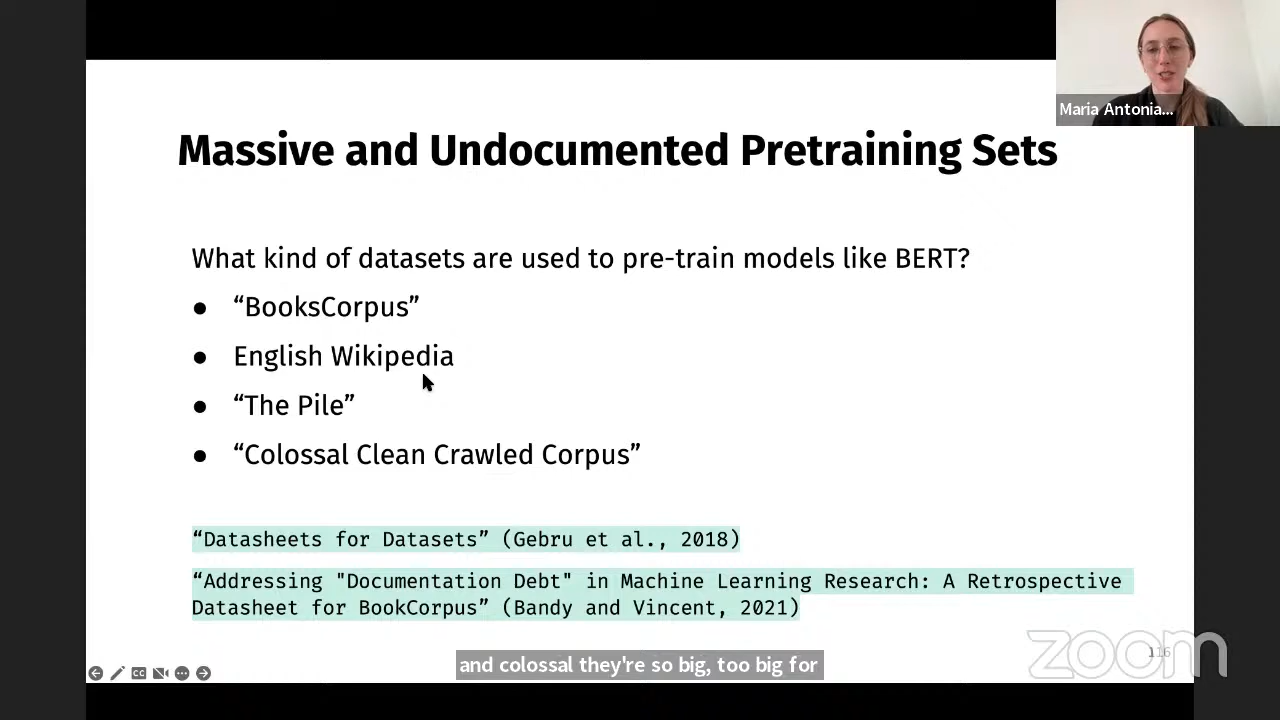 Maria Antonia...
Massive and Undocumented Pretraining Sets
What kind of datasets are used to pre-train models like BERT?
● “BooksCorpus”
● English Wikipedia
● “The Pile”
● “Colossal Clean Crawled Corpus”
“Datasheets for Datasets” (Gebru et al., 2018)
“Addressing "Documentation Debt" in Machine Learning Research: A Retrospective
Datasheet for BookCorpus” (Bandy and Vincent, 2021)
zoom
116
and colossal they're so big, too big for
CC